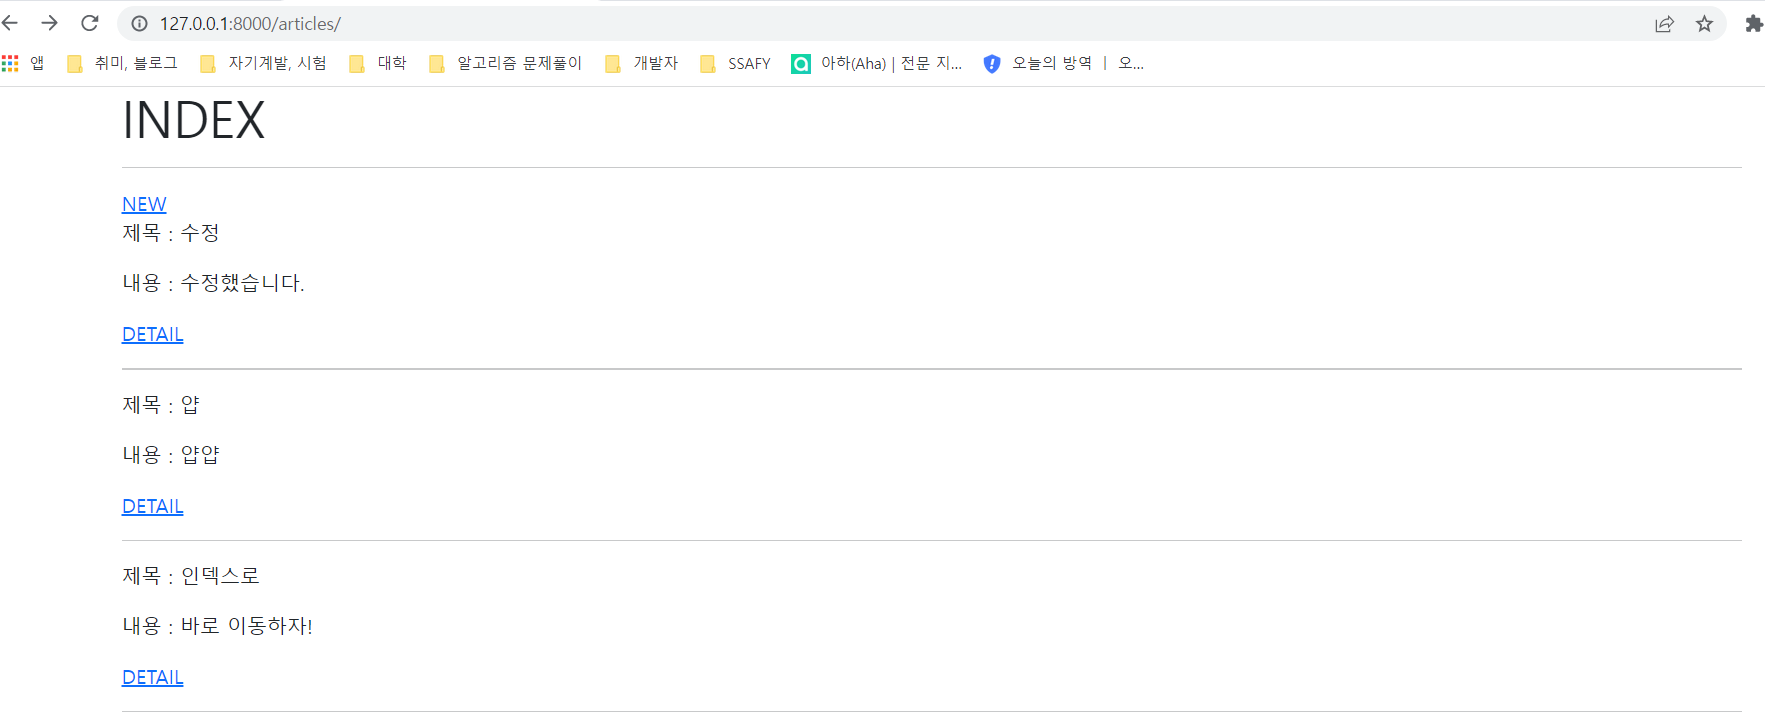 127.0.0.1:8000/articles/
앱 취미, 블로그 자기계발, 시험 대학 알고리즘 문제풀이 개발자 SSAFY 아하(Aha) | 전문 지... 오늘의 방역 ㅣ 오...
INDEX
NEW
제목 : 수정
내용 : 수정했습니다.
DETAIL
제목 : 얍
내용 : 얍얍
DETAIL
제목 : 인덱스로
내용 : 바로 이동하자!
DETAIL